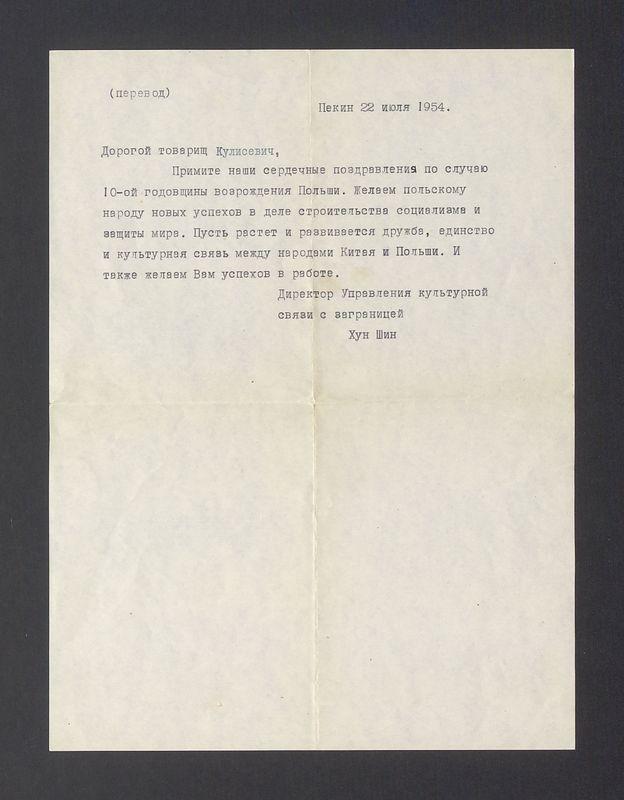 (перевод)
Пекин 22 июля 1954.
Дорогой товарищ Кулисевич,
Примите наши сердечные поздравления по случаю
10-ой годовщины возрождения Польши. Желаем польскому
народу новых успехов в деле строительства социализма и
защиты мира. Пусть растет и развивается дружба, единство
и культурная связь между народами Китая и Польши. И
также желаем Вам успехов в работе.
Директор Управления культурной
связи с заграницей
Хун Шин